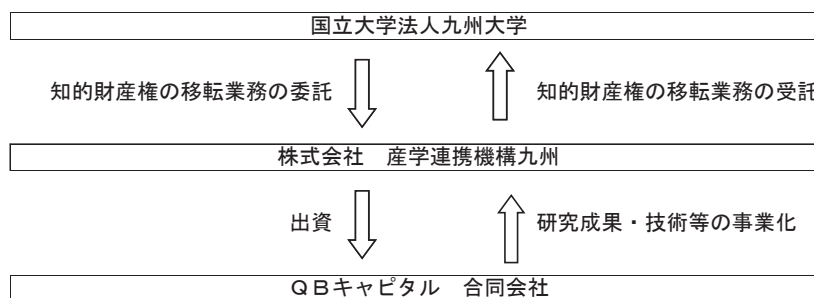 国立大学法人九州大学
知的財産権の移転業務の委託
知的財産権の移転業務の受託
株式会社　産学連携機構九州
出資
研究成果・技術等の事業化
ＱＢキャピタル　合同会社